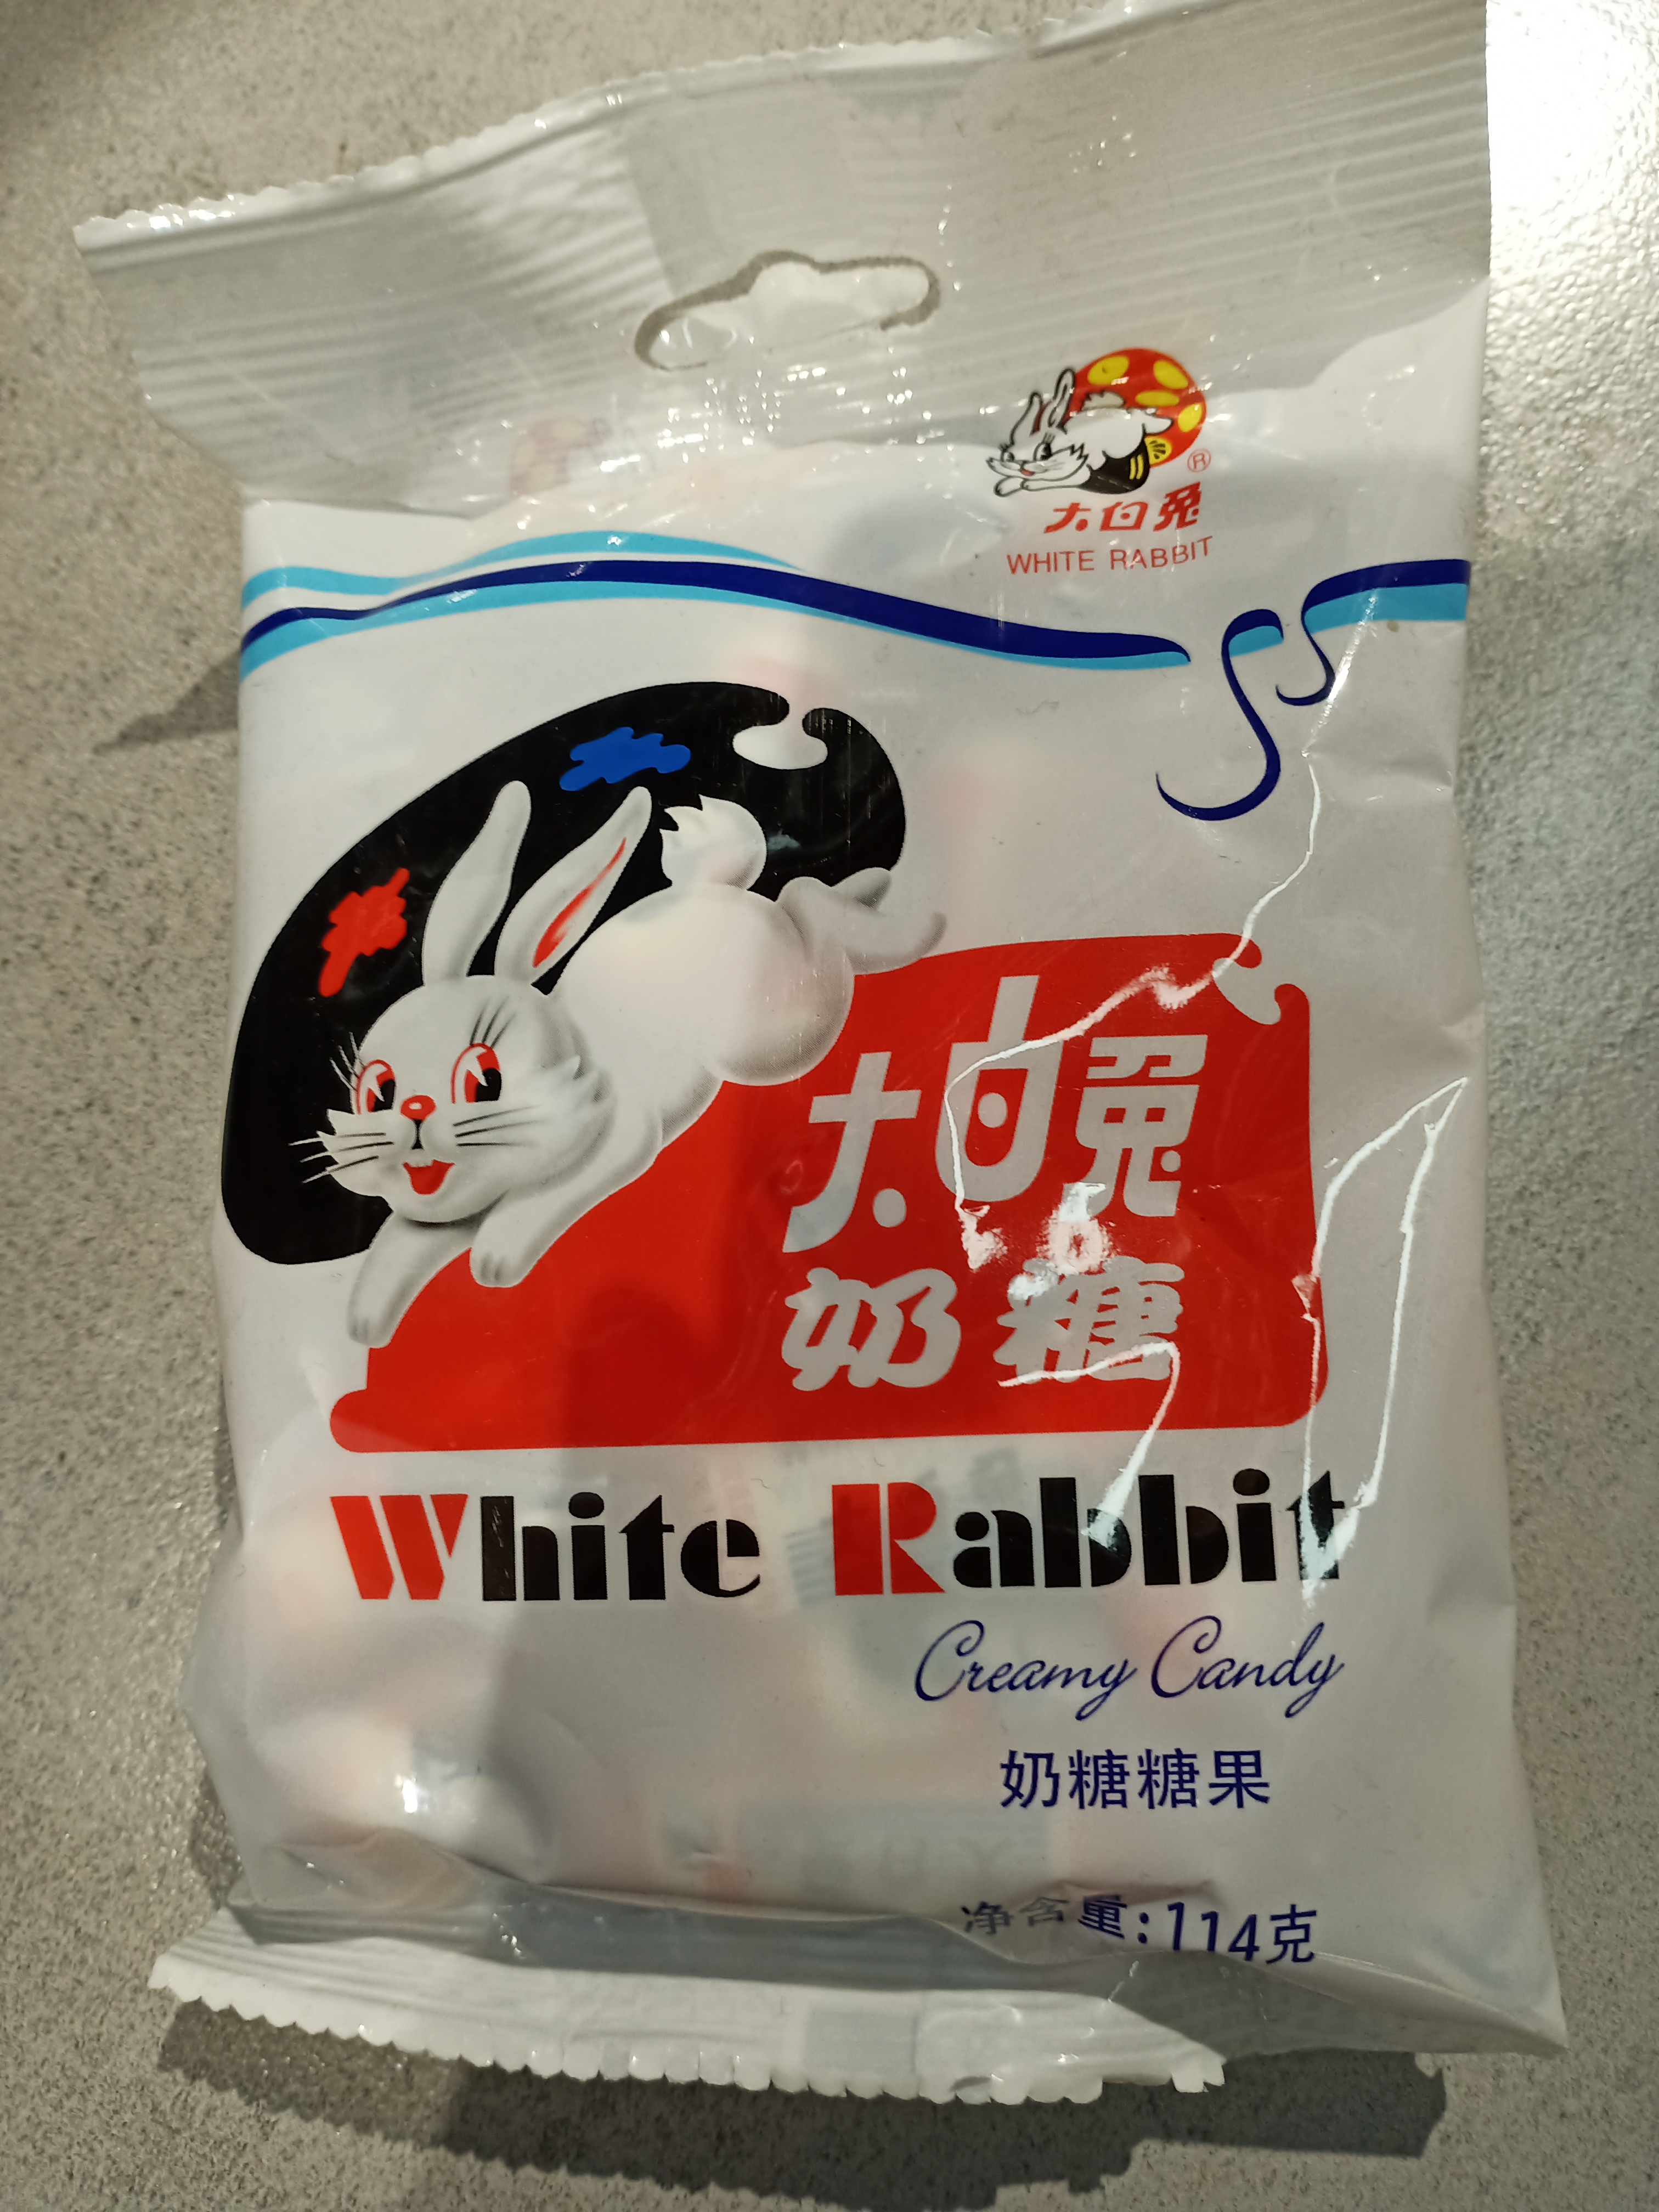 ®
大白兔
WHITE RABBIT
大白兔
奶糖
White Rabbit
Creamy Candy
奶糖糖果
净含量:114克